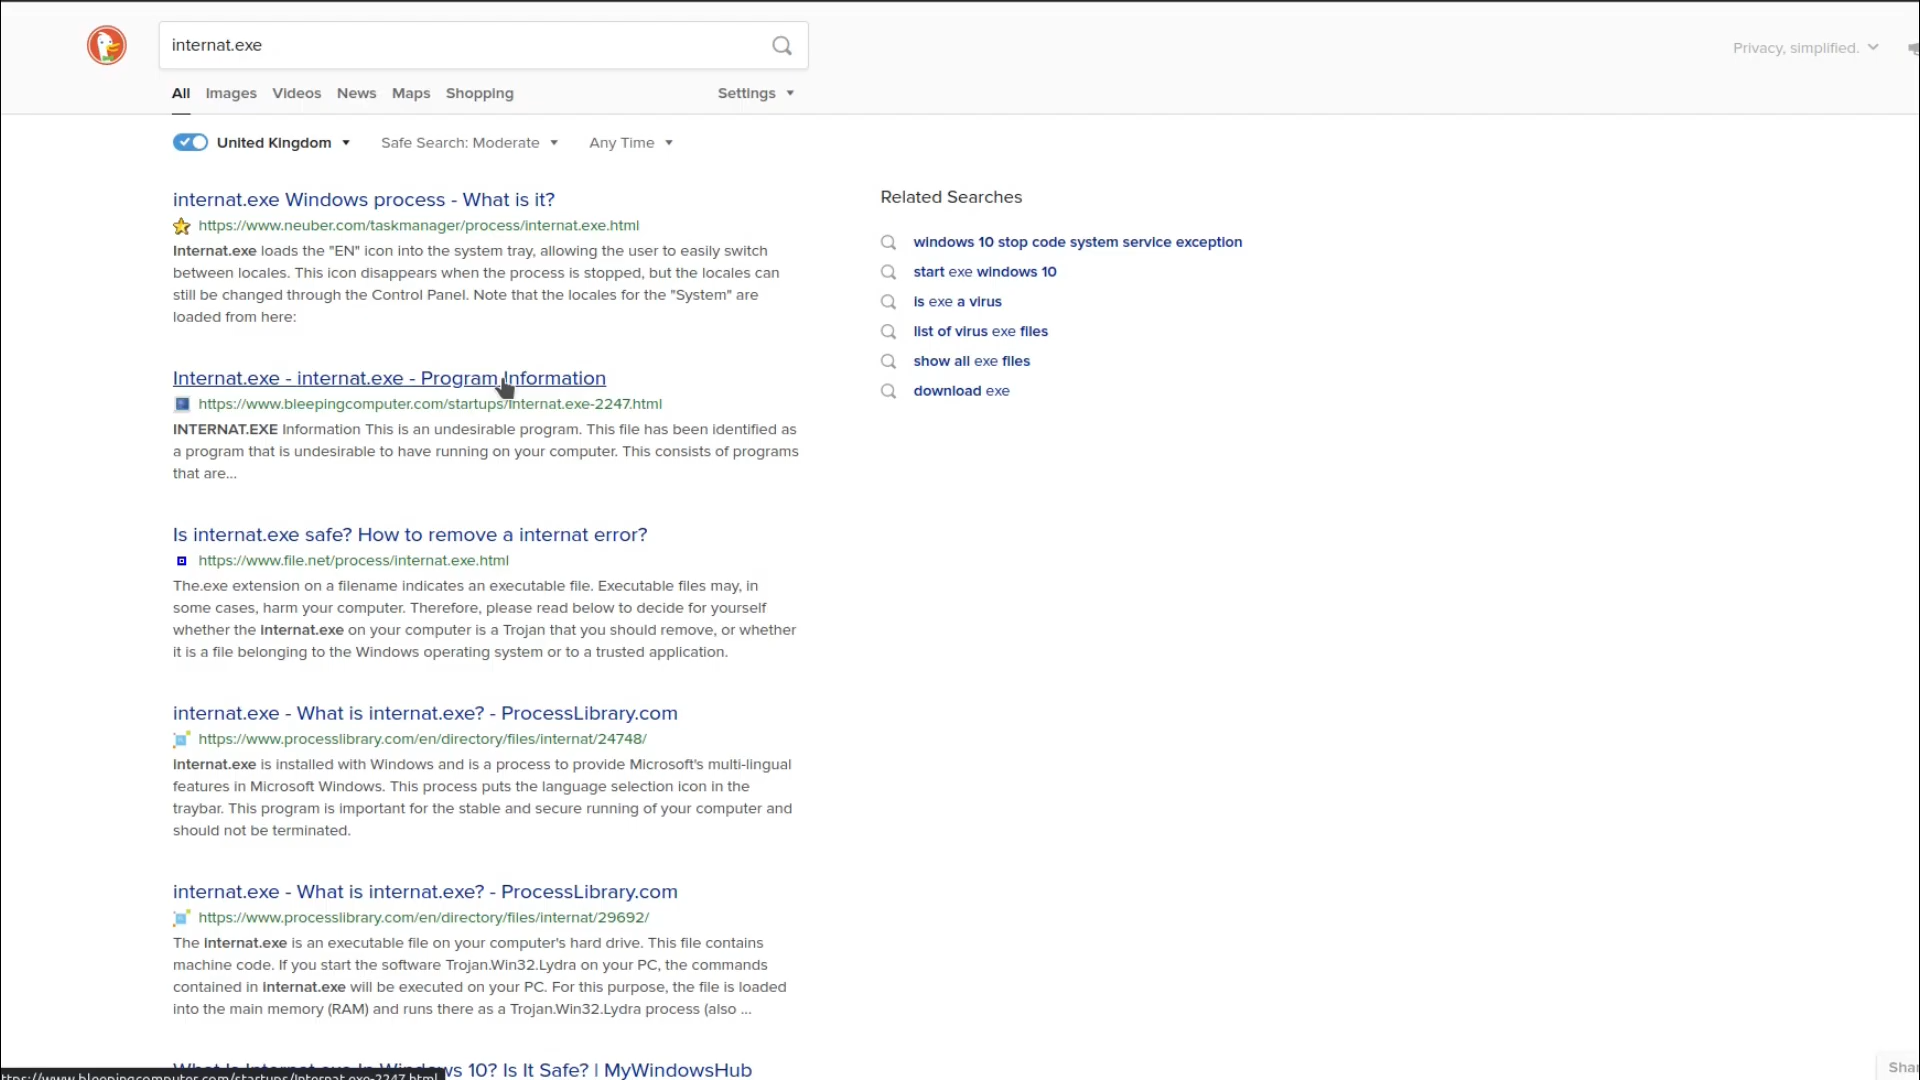 internat.exe
Privacy, simplified.
All Images Videos News Maps Shopping Settings
United Kingdom Safe Search: Moderate Any Time
internat.exe Windows process - What is it?
https://www.neuber.com/taskmanager/process/internat.exe.html
Internat.exe loads the "EN" icon into the system tray, allowing the user to easily switch
between locales. This icon disappears when the process is stopped, but the locales can
still be changed through the Control Panel. Note that the locales for the "System" are
loaded from here:
Internat.exe - internat.exe - Program Information
https://www.bleepingcomputer.com/startups/Internat.exe-2247.html
INTERNAT.EXE Information This is an undesirable program. This file has been identified as
a program that is undesirable to have running on your computer. This consists of programs
that are...
Is internat.exe safe? How to remove a internat error?
https://www.file.net/process/internat.exe.html
The.exe extension on a filename indicates an executable file. Executable files may, in
some cases, harm your computer. Therefore, please read below to decide for yourself
whether the internat.exe on your computer is a Trojan that you should remove, or whether
it is a file belonging to the Windows operating system or to a trusted application.
internat.exe - What is internat.exe? - ProcessLibrary.com
https://www.processlibrary.com/en/directory/files/internat/24748/
internat.exe is installed with Windows and is a process to provide Microsoft's multi-lingual
features in Microsoft Windows. This process puts the language selection icon in the
traybar. This program is important for the stable and secure running of your computer and
should not be terminated.
internat.exe - What is internat.exe? - ProcessLibrary.com
https://www.processlibrary.com/en/directory/files/internat/29692/
The internat.exe is an executable file on your computer's hard drive. This file contains
machine code. If you start the software Trojan.Win32.Lydra on your PC, the commands
contained in internat.exe will be executed on your PC. For this purpose, the file is loaded
into the main memory (RAM) and runs there as a Trojan.Win32.Lydra process (also ...
What Is Internat.exe In Windows 10? Is It Safe? | MyWindowsHub
ttps://www.bleepingcomputer.com/startups/Internat.exe-2247.html
Related Searches
windows 10 stop code system service exception
start exe windows 10
is exe a virus
list of virus exe files
show all exe files
download exe
Shar